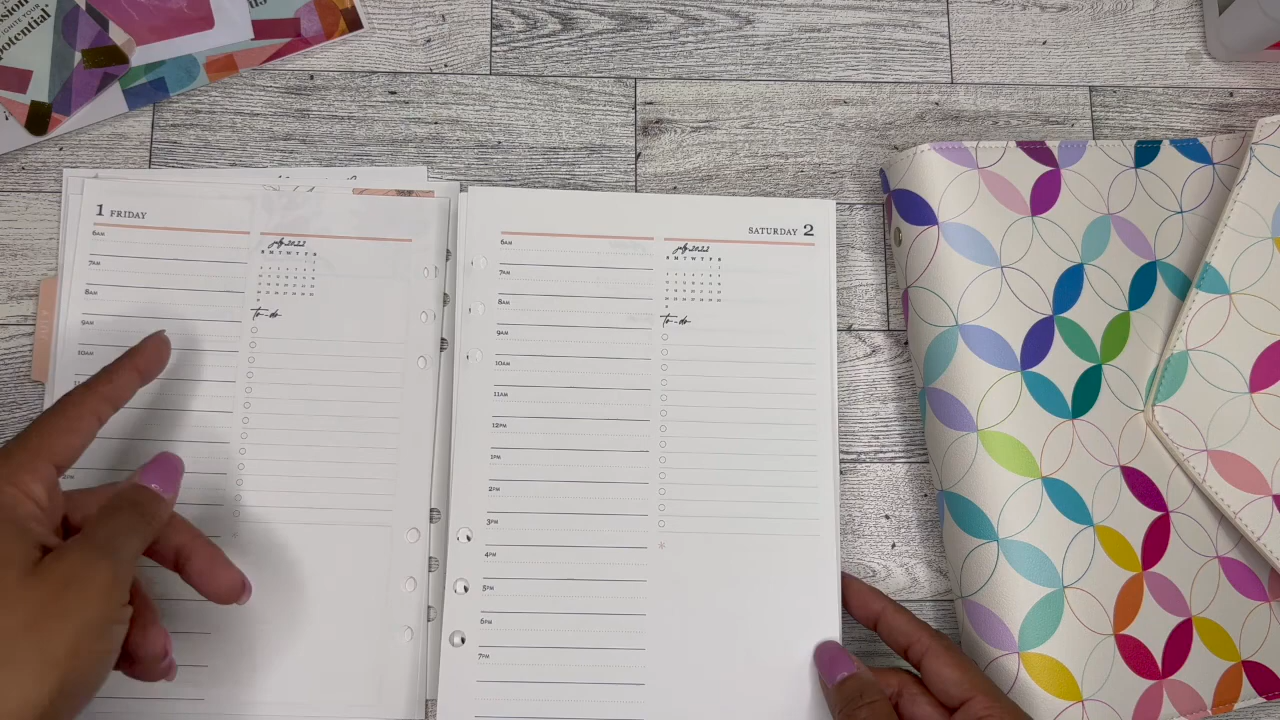 potential
1 FRIDAY
6AM
7AM
8AM
9AM
10AM
july 2022
S M T W T F S
to-do
SATURDAY 2
6AM
7AM
8AM
9AM
10AM
11AM
12PM
1PM
2PM
3PM
4PM
5PM
6PM
7PM
july 2022
S M T W T F S
to-do